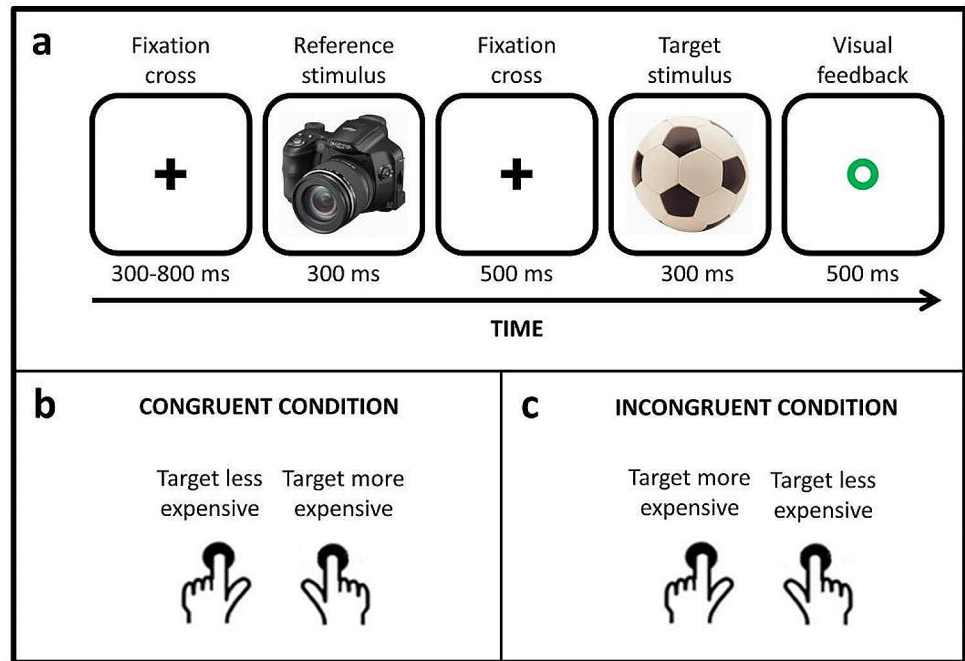 a
Fixation
cross
Reference
stimulus
Fixation
cross
Target
stimulus
Visual
feedback
300-800 ms
300 ms
500 ms
300 ms
500 ms
TIME
b
CONGRUENT CONDITION
Target less
expensive
Target more
expensive
c
INCONGRUENT CONDITION
Target more
expensive
Target less
expensive